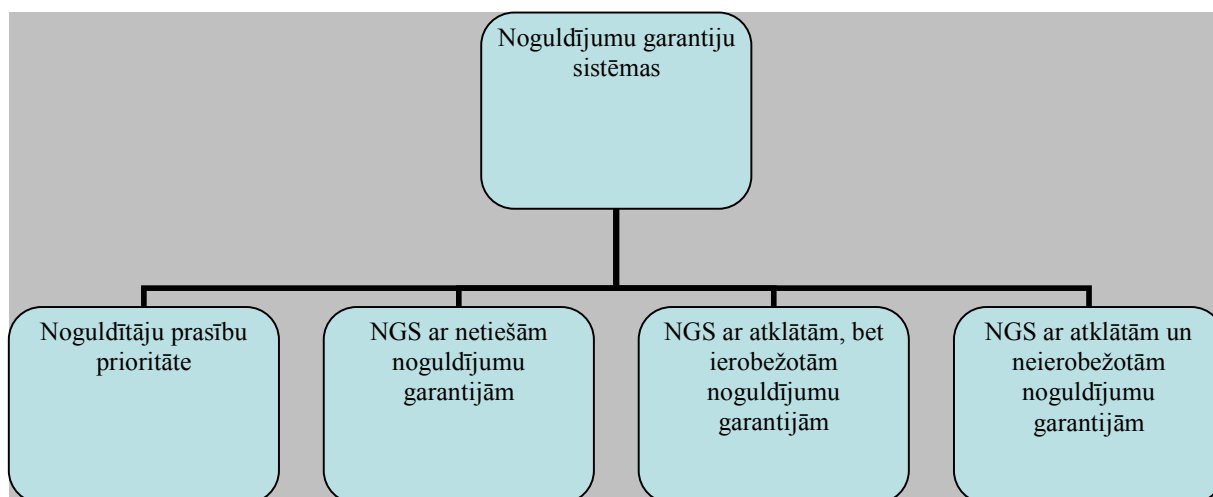 Noguldījumu garantiju
sistēmas
Noguldītāju prasību
prioritāte
NGS ar netiešām
noguldījumu
garantijām
NGS ar atklātām, bet
ierobežotām
noguldījumu
garantijām
NGS ar atklātām un
neierobežotām
noguldījumu
garantijām